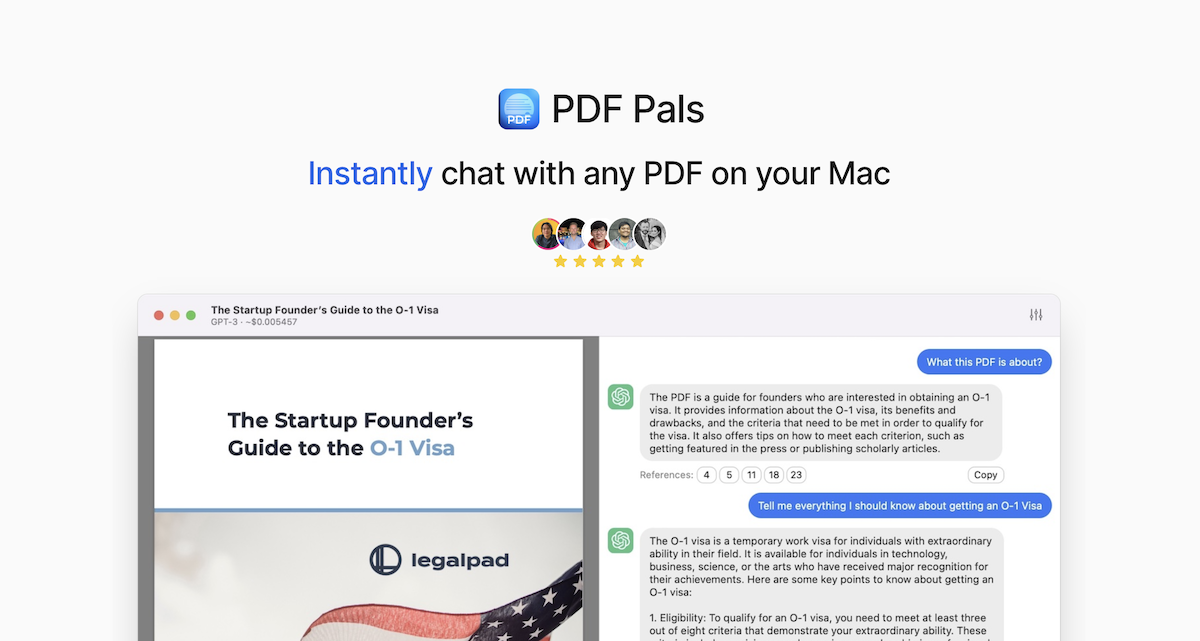 PDF
PDF Pals
Instantly chat with any PDF on your Mac
The Startup Founder's Guide to the O-1 Visa
GPT-3 · ~$0.005457
The Startup Founder's
Guide to the O-1 Visa
legalpad
What this PDF is about?
The PDF is a guide for founders who are interested in obtaining an O-1
visa. It provides information about the O-1 visa, its benefits and
drawbacks, and the criteria that need to be met in order to qualify for
the visa. It also offers tips on how to meet each criterion, such as
getting featured in the press or publishing scholarly articles.
References: 4 5 11 18 23
Copy
Tell me everything I should know about getting an O-1 Visa
The O-1 visa is a temporary work visa for individuals with extraordinary
ability in their field. It is available for individuals in technology,
business, science, or the arts who have received major recognition for
their achievements. Here are some key points to know about getting an
O-1 visa:
1. Eligibility: To qualify for an O-1 visa, you need to meet at least three
out of eight criteria that demonstrate your extraordinary ability. These